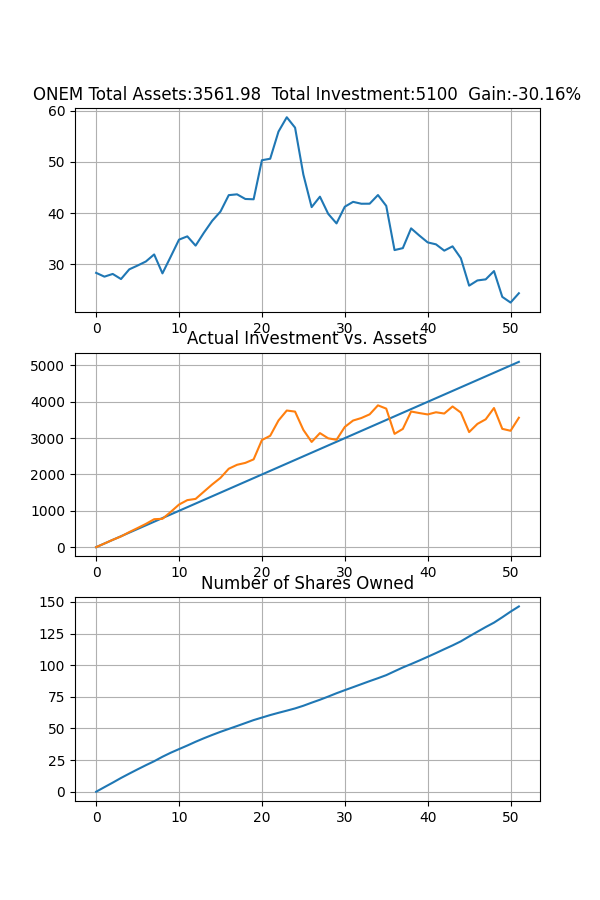 ONEM Total Assets:3561.98  Total Investment:5100  Gain:-30.16%
60
50
40
30
0 10 20 30 40 50
Actual Investment vs. Assets
5000
4000
3000
2000
1000
0
0 10 20 30 40 50
Number of Shares Owned
150
125
100
75
50
25
0
0 10 20 30 40 50